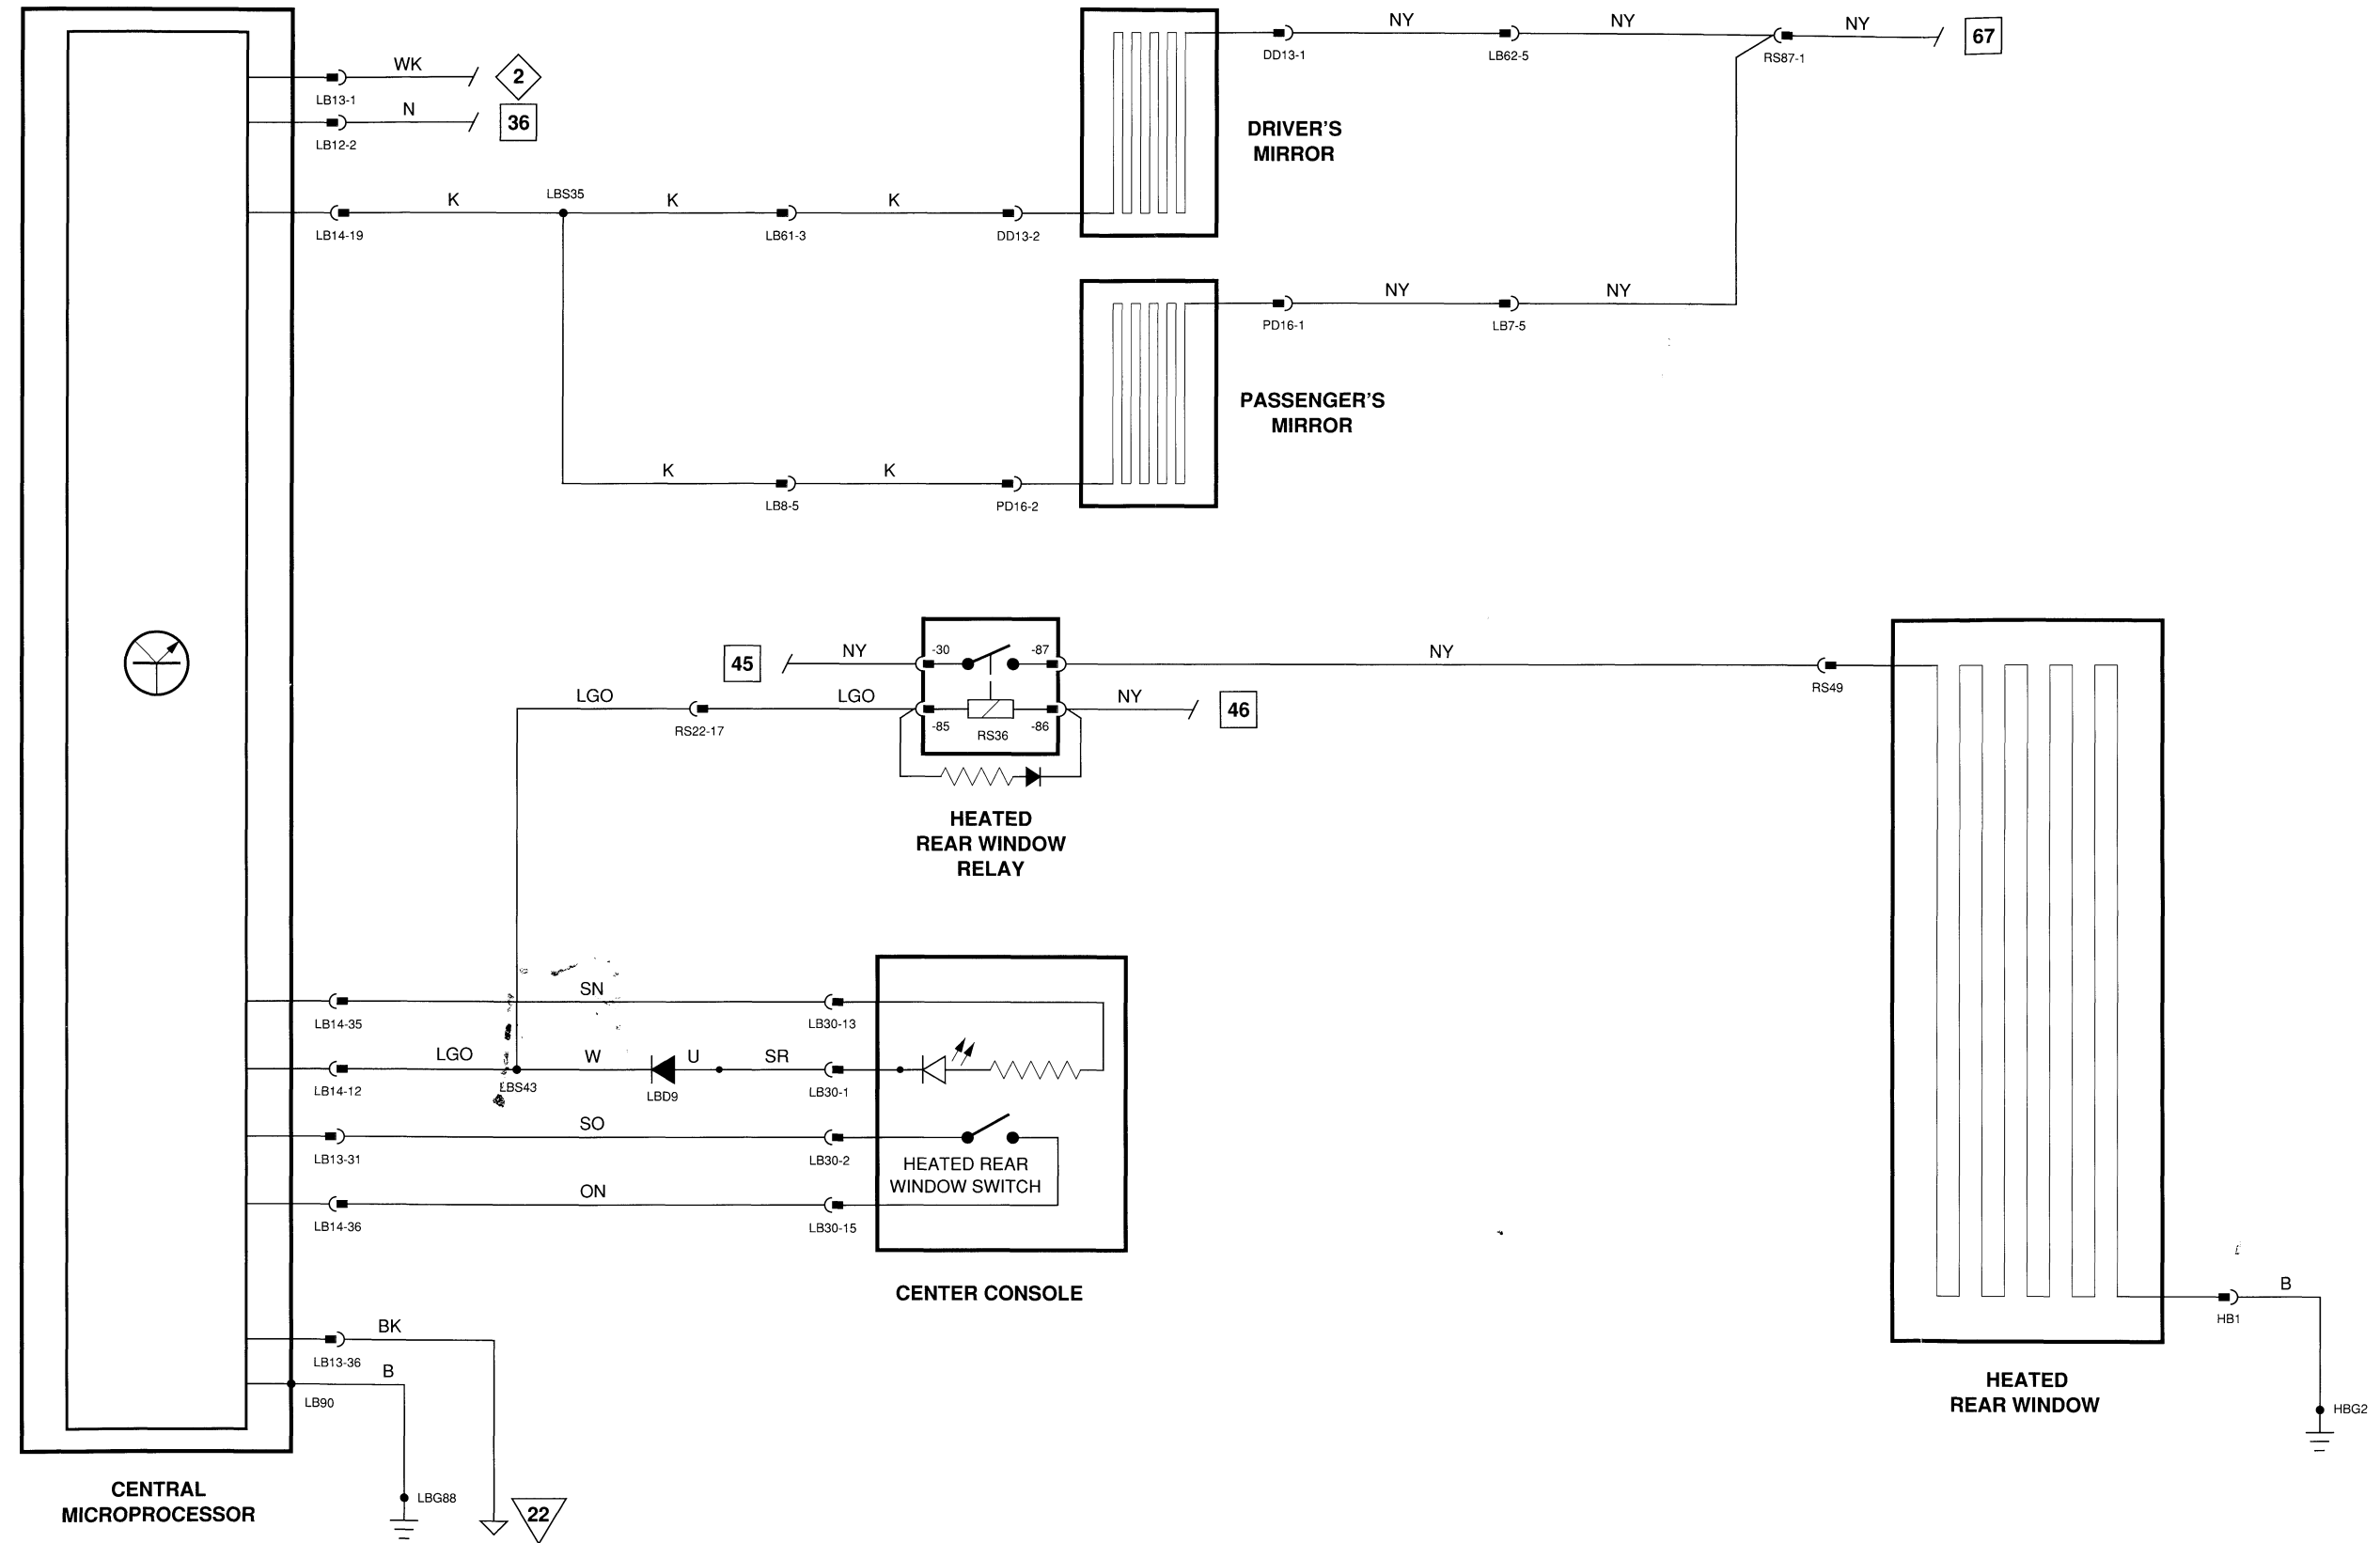 WK
2
LB13-1
N
36
LB12-2
K
LBS35
K
K
LB14-19
LB61-3
DD13-2
DRIVER'S
MIRROR
NY
NY
NY
67
DD13-1
LB62-5
RS87-1
PASSENGER'S
MIRROR
NY
NY
PD16-1
LB7-5
K
K
LB8-5
PD16-2
45
NY
-30
-87
NY
RS49
LGO
LGO
NY
46
RS22-17
-85
RS36
-86
HEATED
REAR WINDOW
RELAY
SN
LB14-35
LB30-13
LGO
W
U
SR
LB14-12
LBS43
LBD9
LB30-1
SO
LB13-31
LB30-2
HEATED REAR
WINDOW SWITCH
ON
LB14-36
LB30-15
CENTER CONSOLE
BK
LB13-36
B
LB90
LBG88
22
CENTRAL
MICROPROCESSOR
B
HB1
HEATED
REAR WINDOW
HBG2